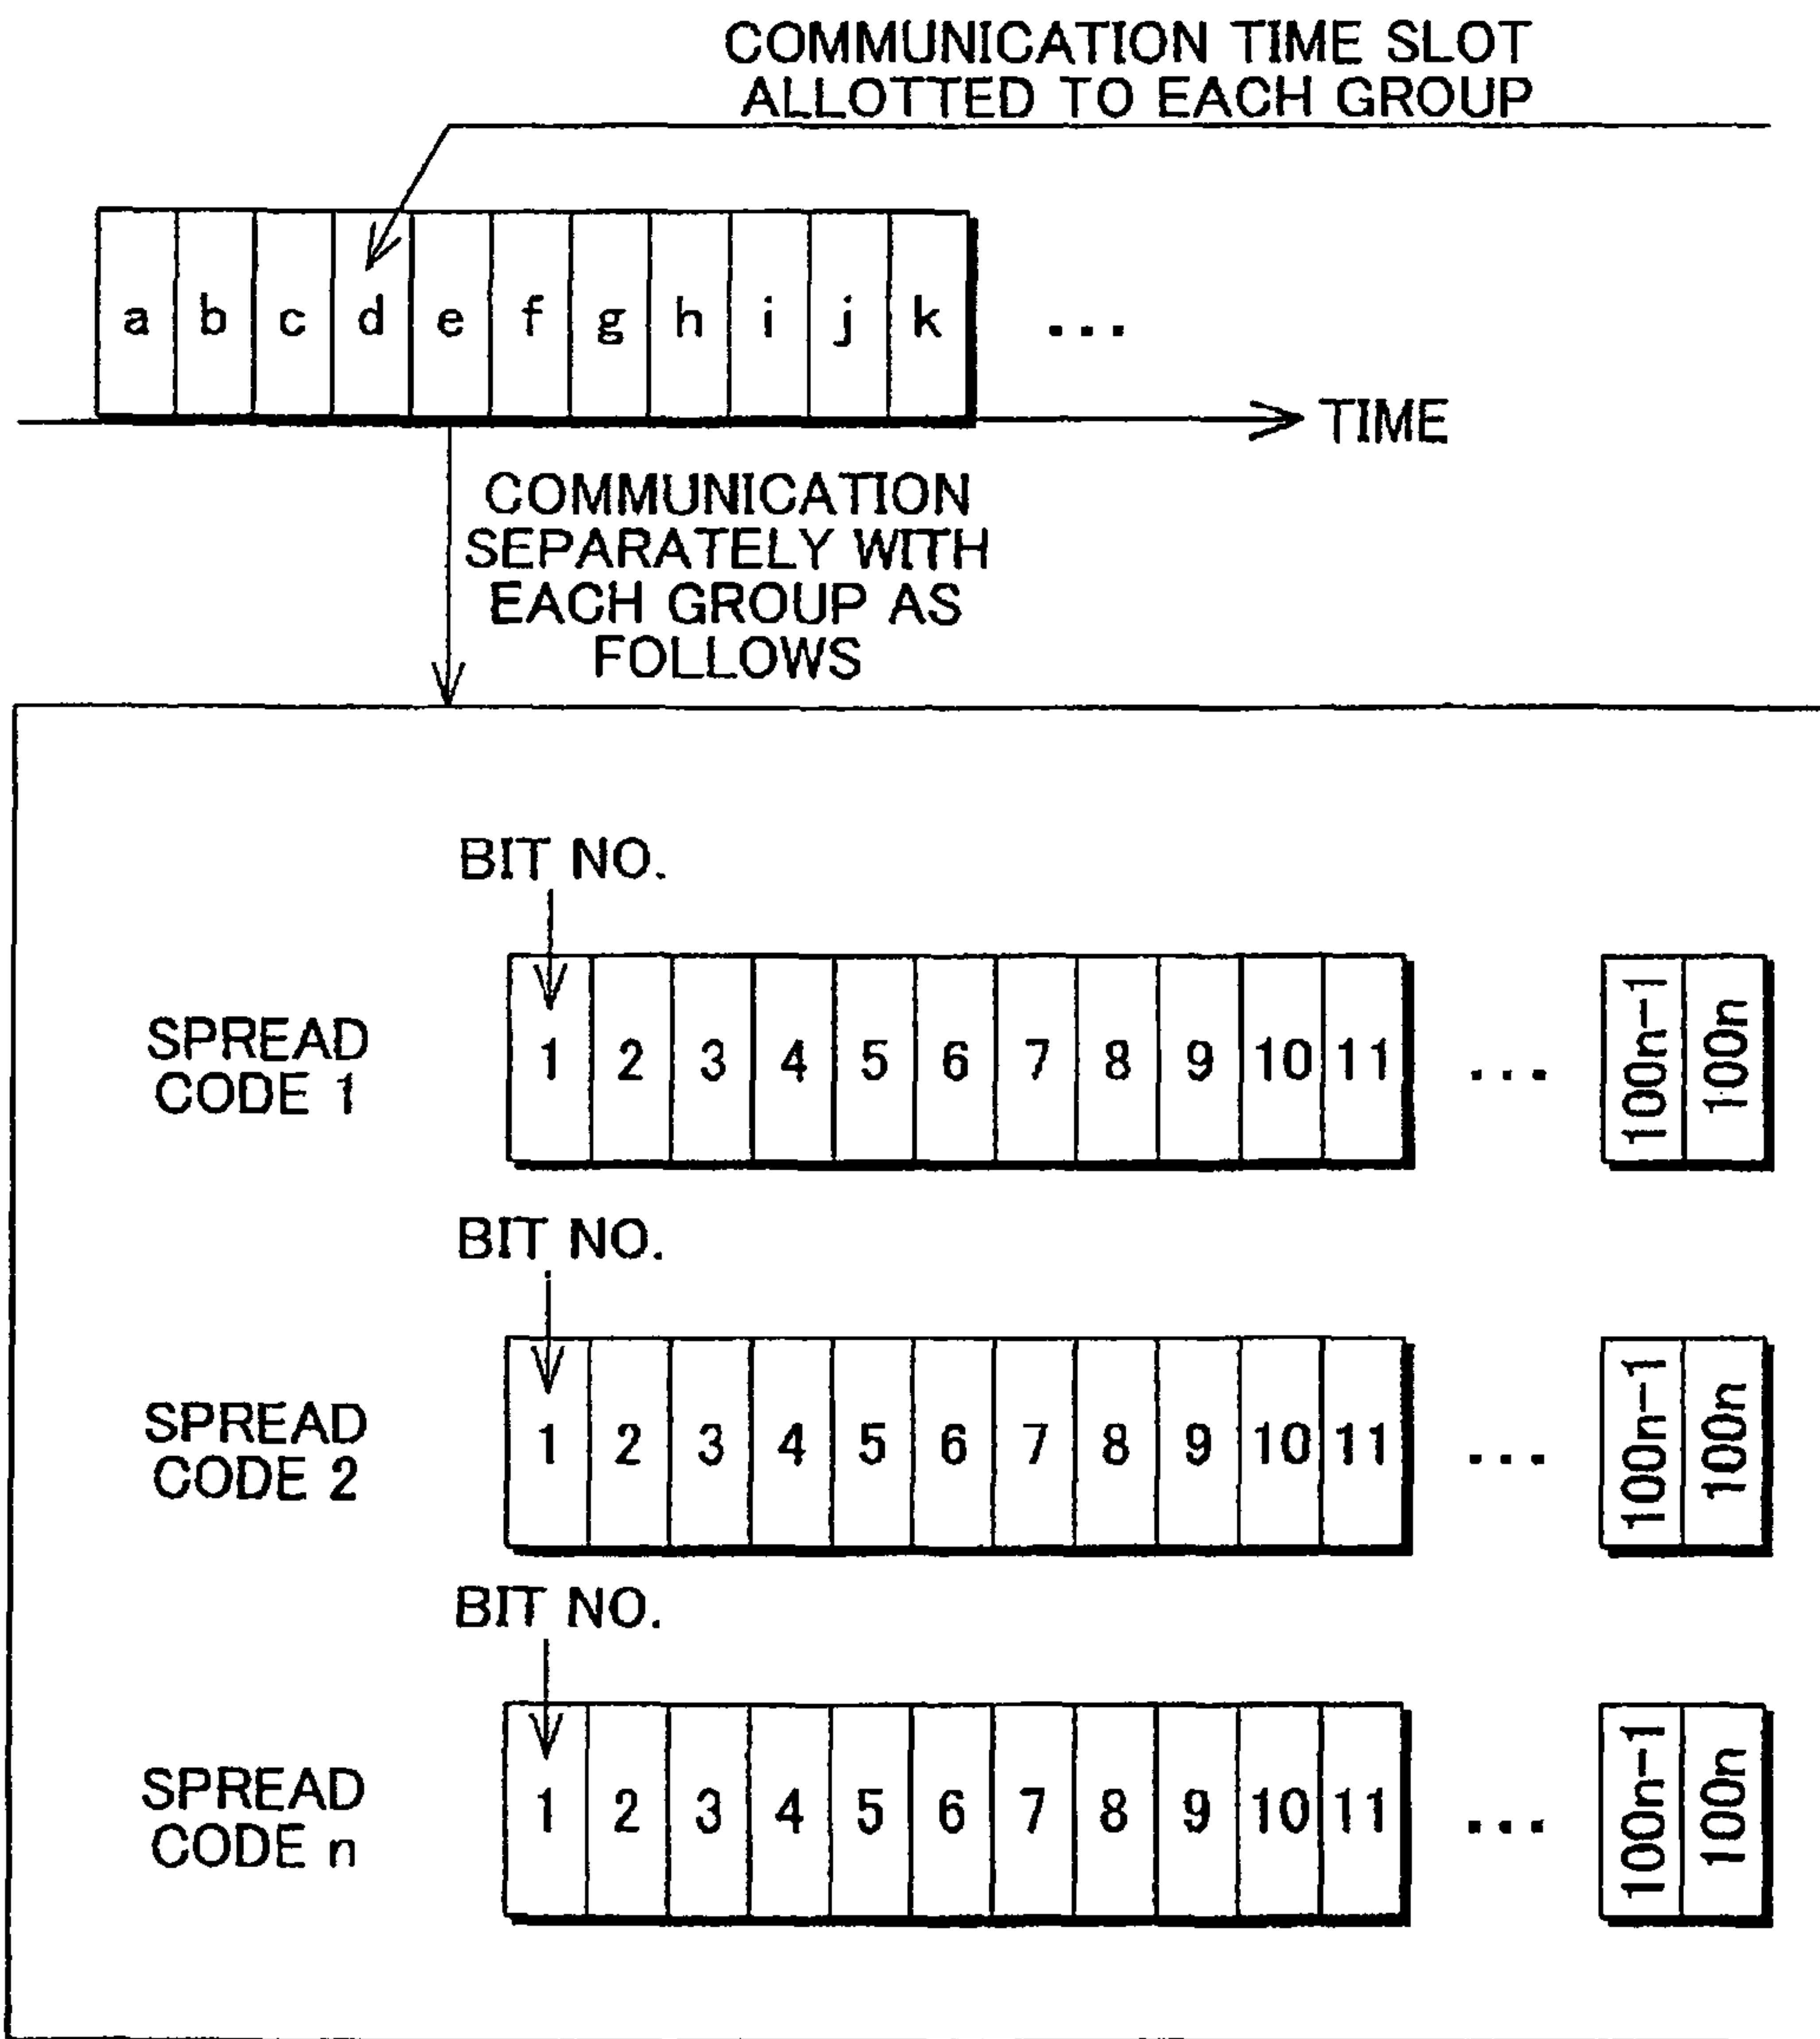 COMMUNICATION TIME SLOT
ALLOTTED TO EACH GROUP
a b c d e f g h i j k ...
TIME
COMMUNICATION
SEPARATELY WITH
EACH GROUP AS
FOLLOWS
BIT NO.
SPREAD
CODE 1
1 2 3 4 5 6 7 8 9 10 11 ... 100n-1 100n
BIT NO.
SPREAD
CODE 2
1 2 3 4 5 6 7 8 9 10 11 ... 100n-1 100n
BIT NO.
SPREAD
CODE n
1 2 3 4 5 6 7 8 9 10 11 ... 100n-1 100n